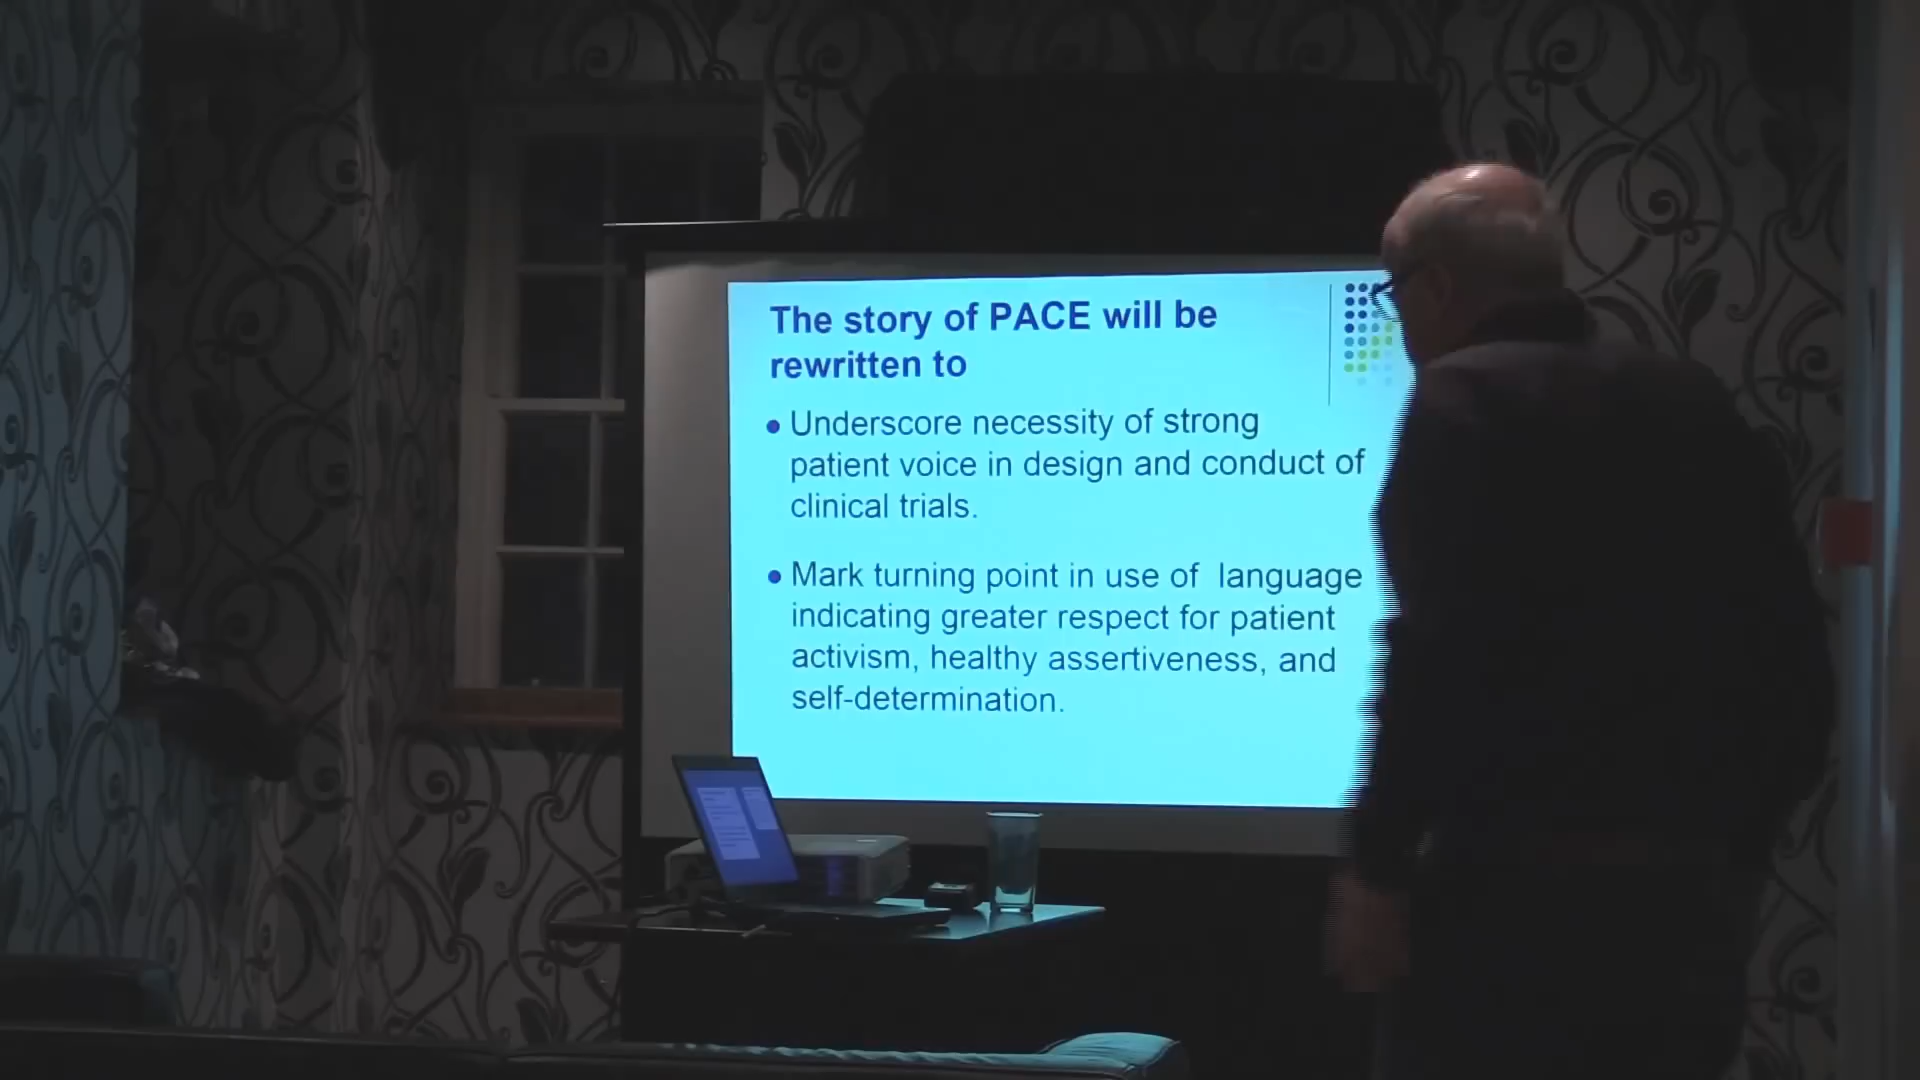 The story of PACE will be
rewritten to
Underscore necessity of strong
patient voice in design and conduct of
clinical trials.
Mark turning point in use of language
indicating greater respect for patient
activism, healthy assertiveness, and
self-determination.